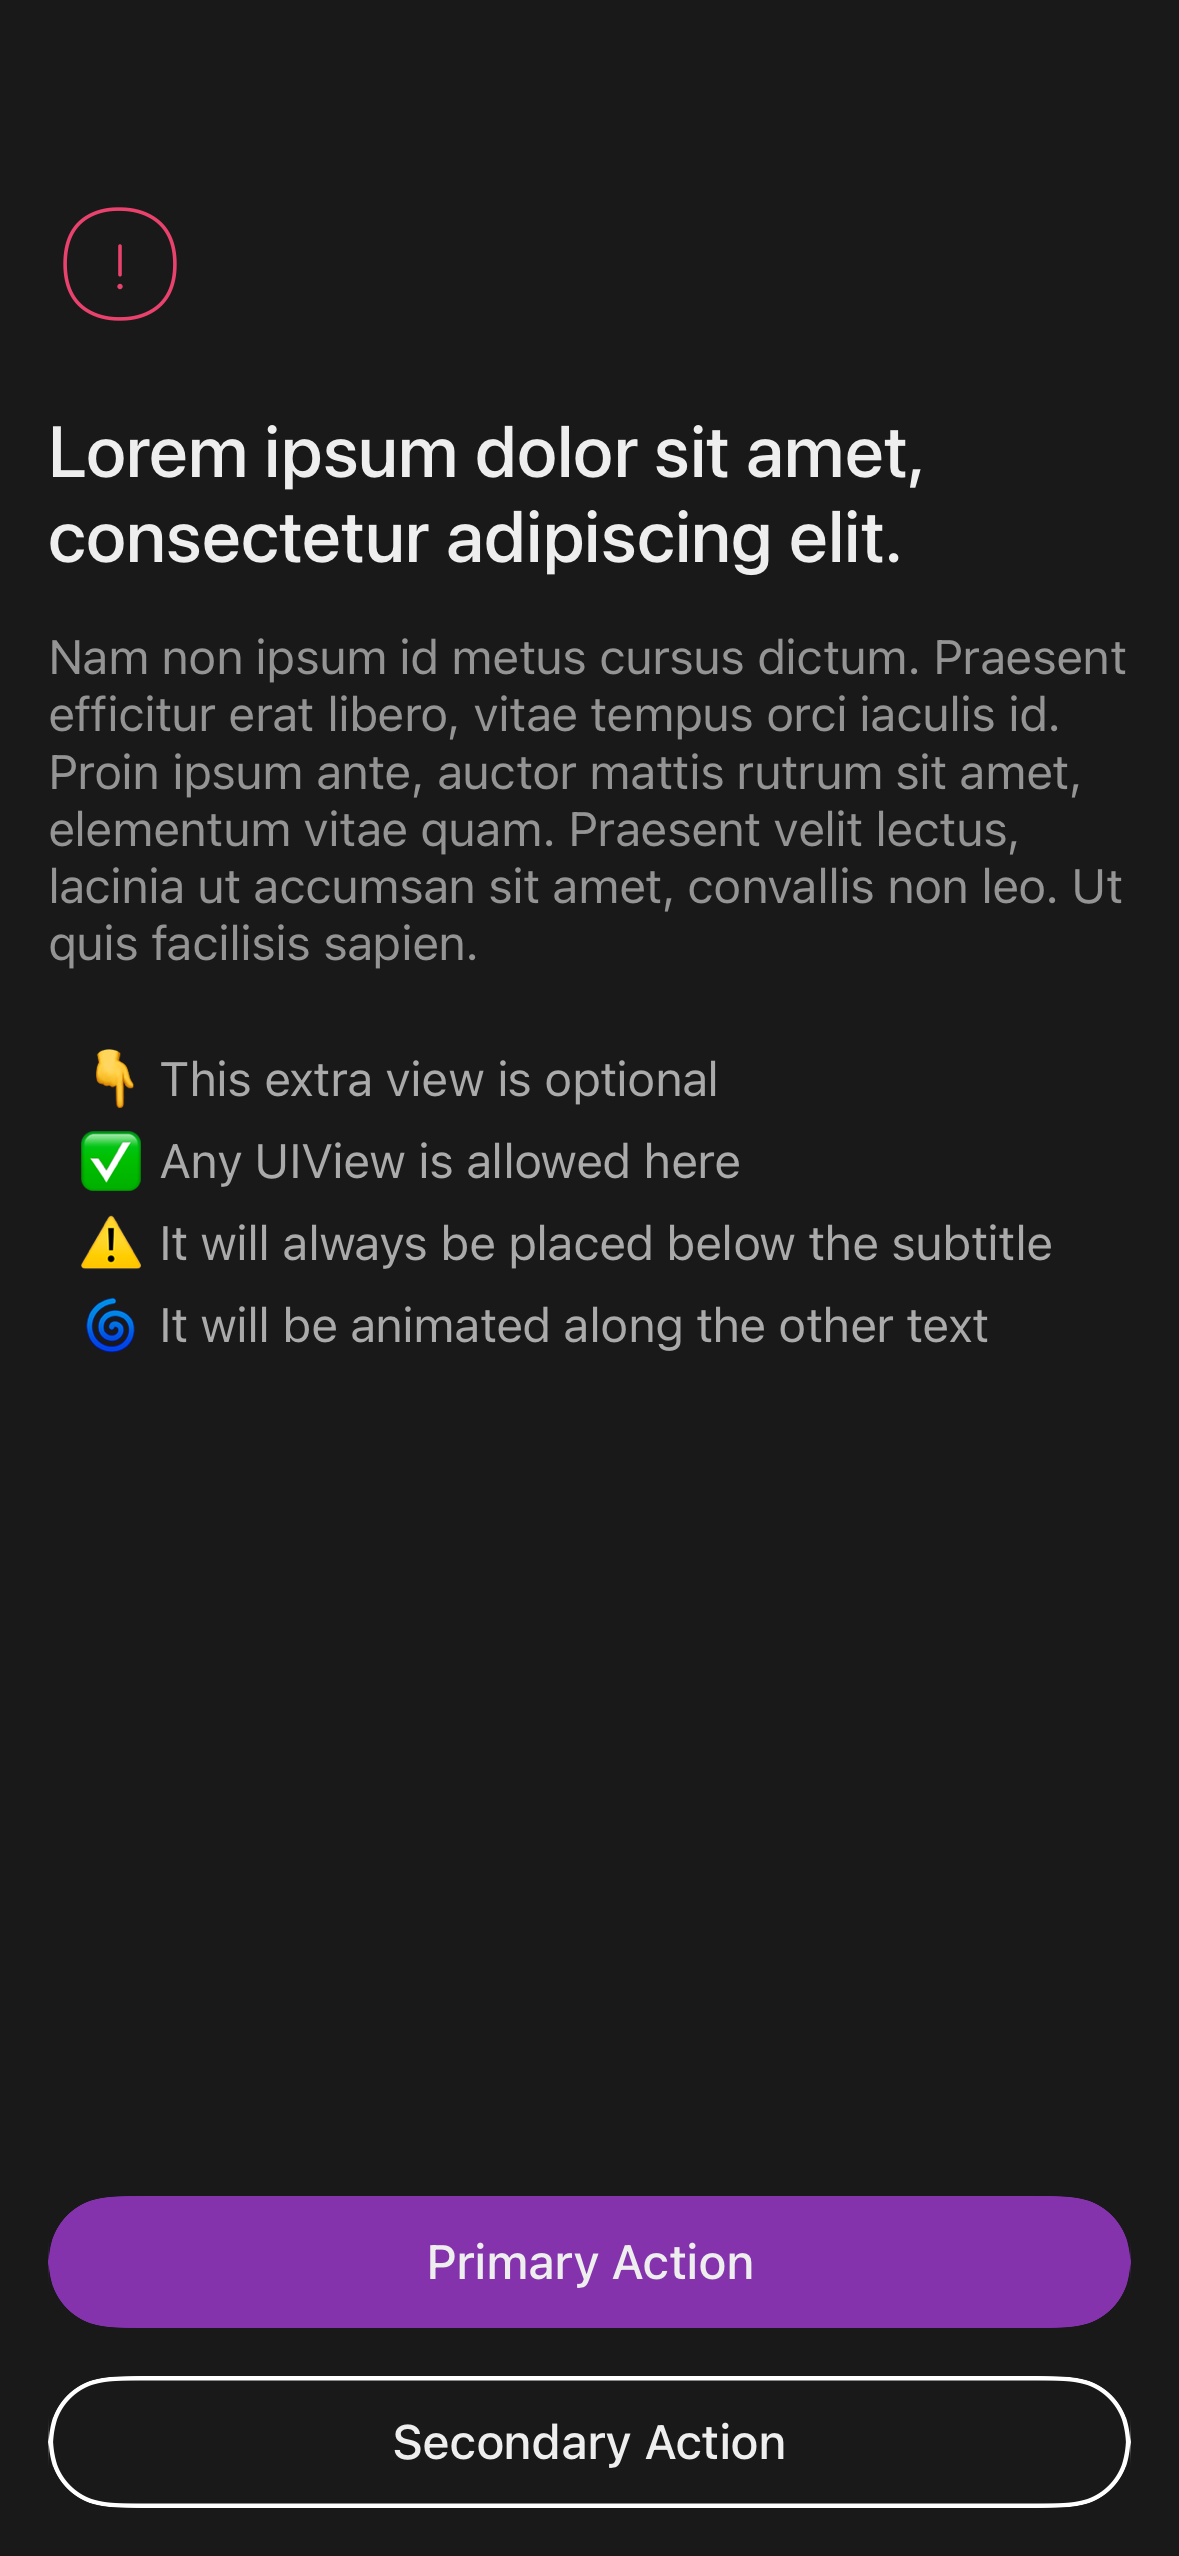 Lorem ipsum dolor sit amet,
consectetur adipiscing elit.
Nam non ipsum id metus cursus dictum. Praesent
efficitur erat libero, vitae tempus orci iaculis id.
Proin ipsum ante, auctor mattis rutrum sit amet,
elementum vitae quam. Praesent velit lectus,
lacinia ut accumsan sit amet, convallis non leo. Ut
quis facilisis sapien.
👇 This extra view is optional
✅ Any UIView is allowed here
⚠️ It will always be placed below the subtitle
🌀 It will be animated along the other text
Primary Action
Secondary Action